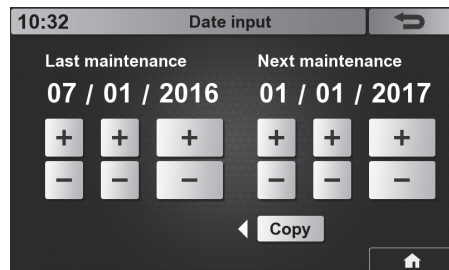 10:32 Date input
Last maintenance Next maintenance
07 / 01 / 2016 01 / 01 / 2017
+ + + + + +
− − − − − −
Copy